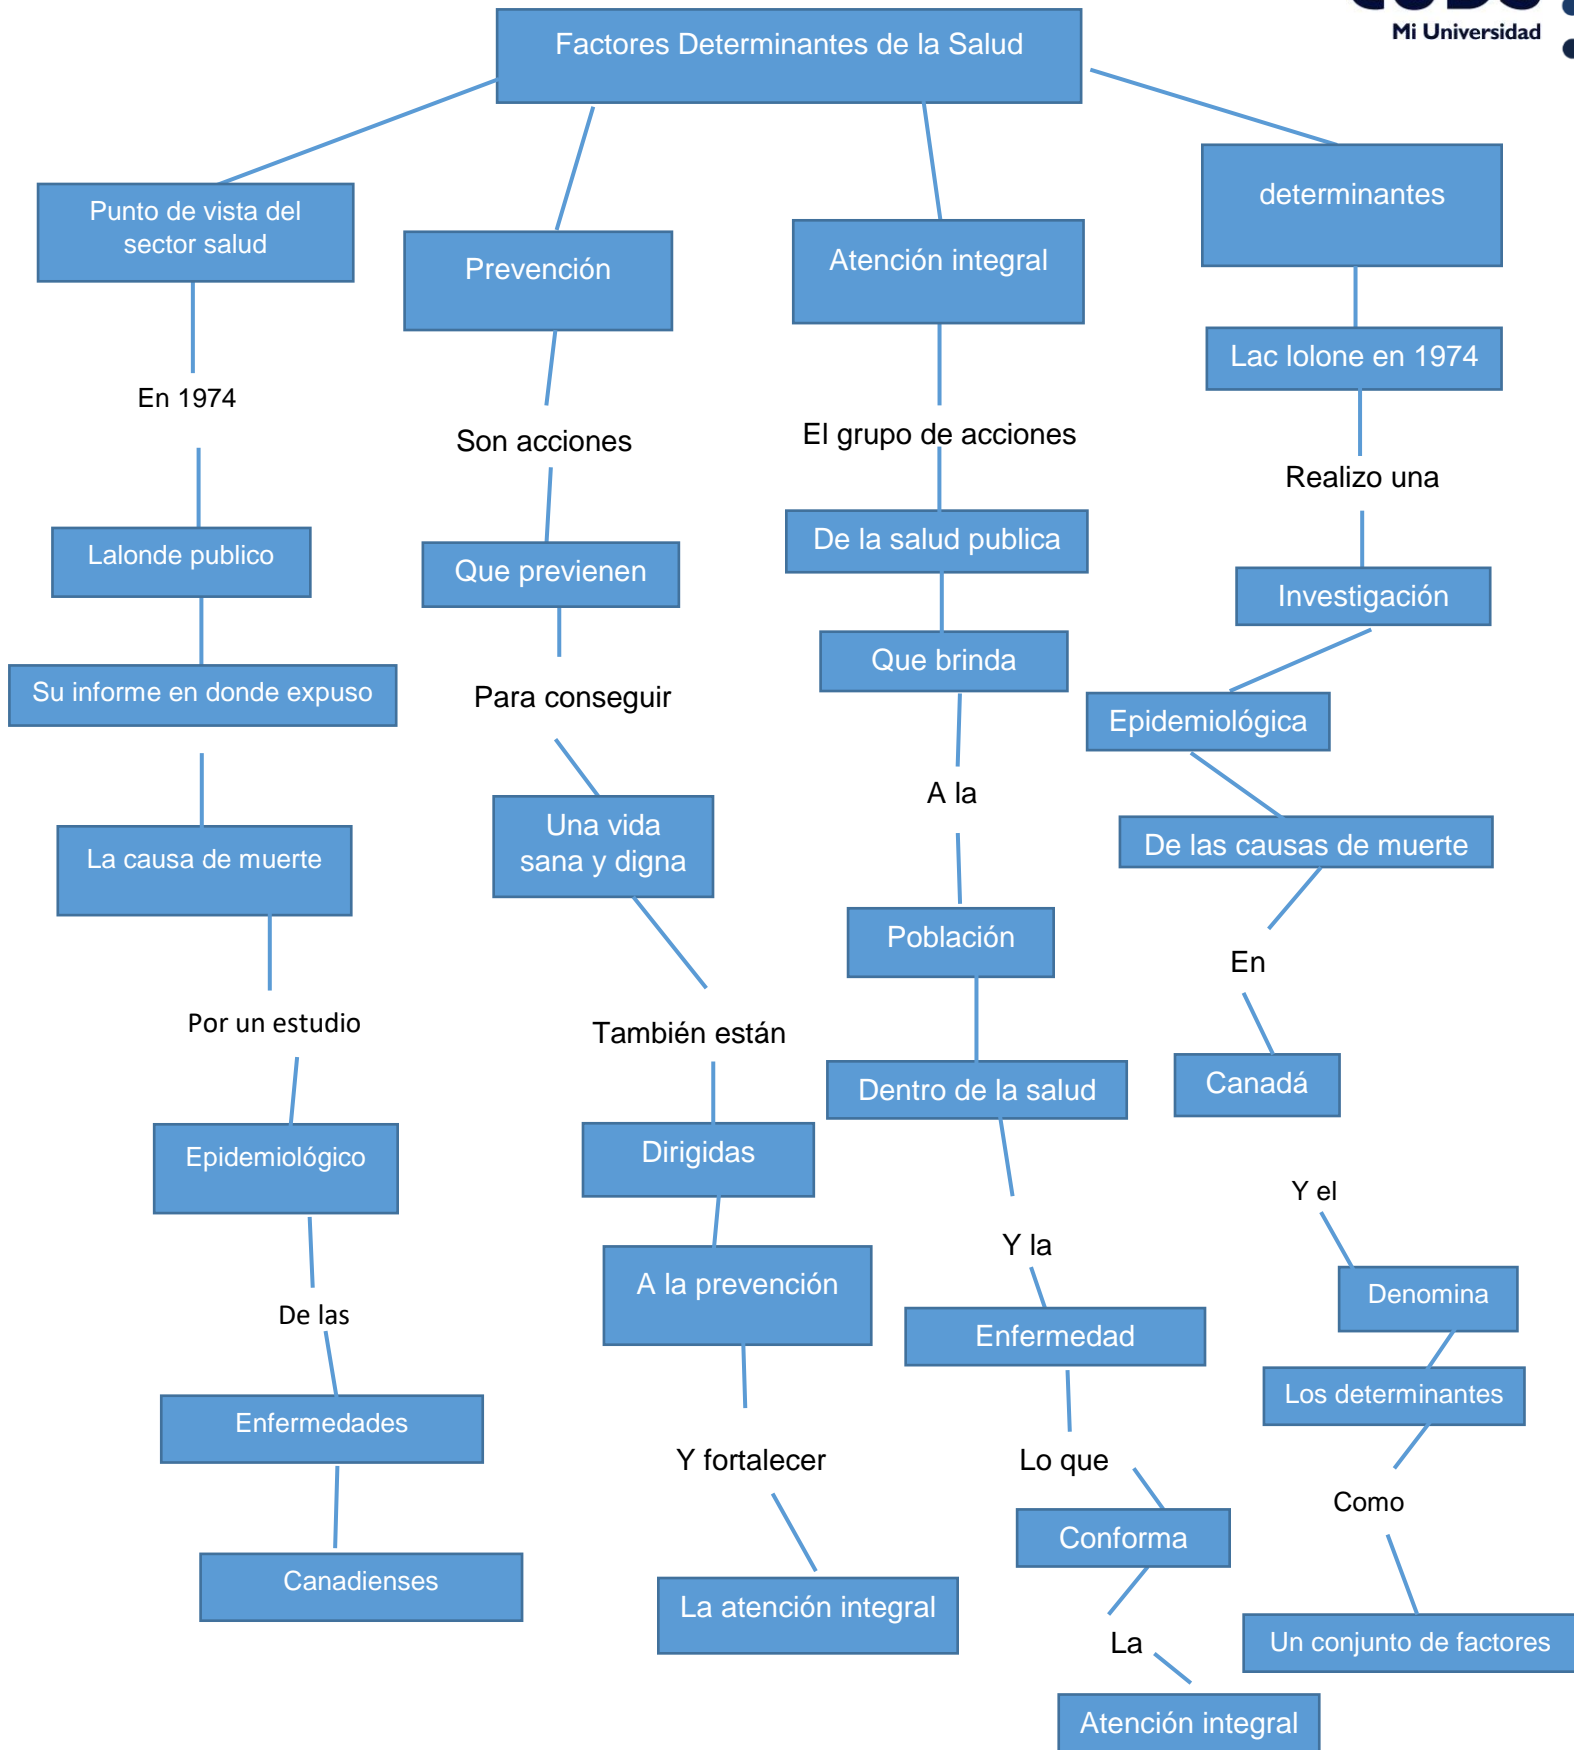 Mi Universidad
Factores Determinantes de la Salud
Punto de vista del
sector salud
En 1974
Lalonde publico
Su informe en donde expuso
La causa de muerte
Por un estudio
Epidemiológico
De las
Enfermedades
Canadienses
Prevención
Son acciones
Que previenen
Para conseguir
Una vida
sana y digna
También están
Dirigidas
A la prevención
Y fortalecer
La atención integral
Atención integral
El grupo de acciones
De la salud publica
Que brinda
A la
Población
Dentro de la salud
Y la
Enfermedad
Lo que
Conforma
La
Atención integral
determinantes
Lac lolone en 1974
Realizo una
Investigación
Epidemiológica
De las causas de muerte
En
Canadá
Y el
Denomina
Los determinantes
Como
Un conjunto de factores